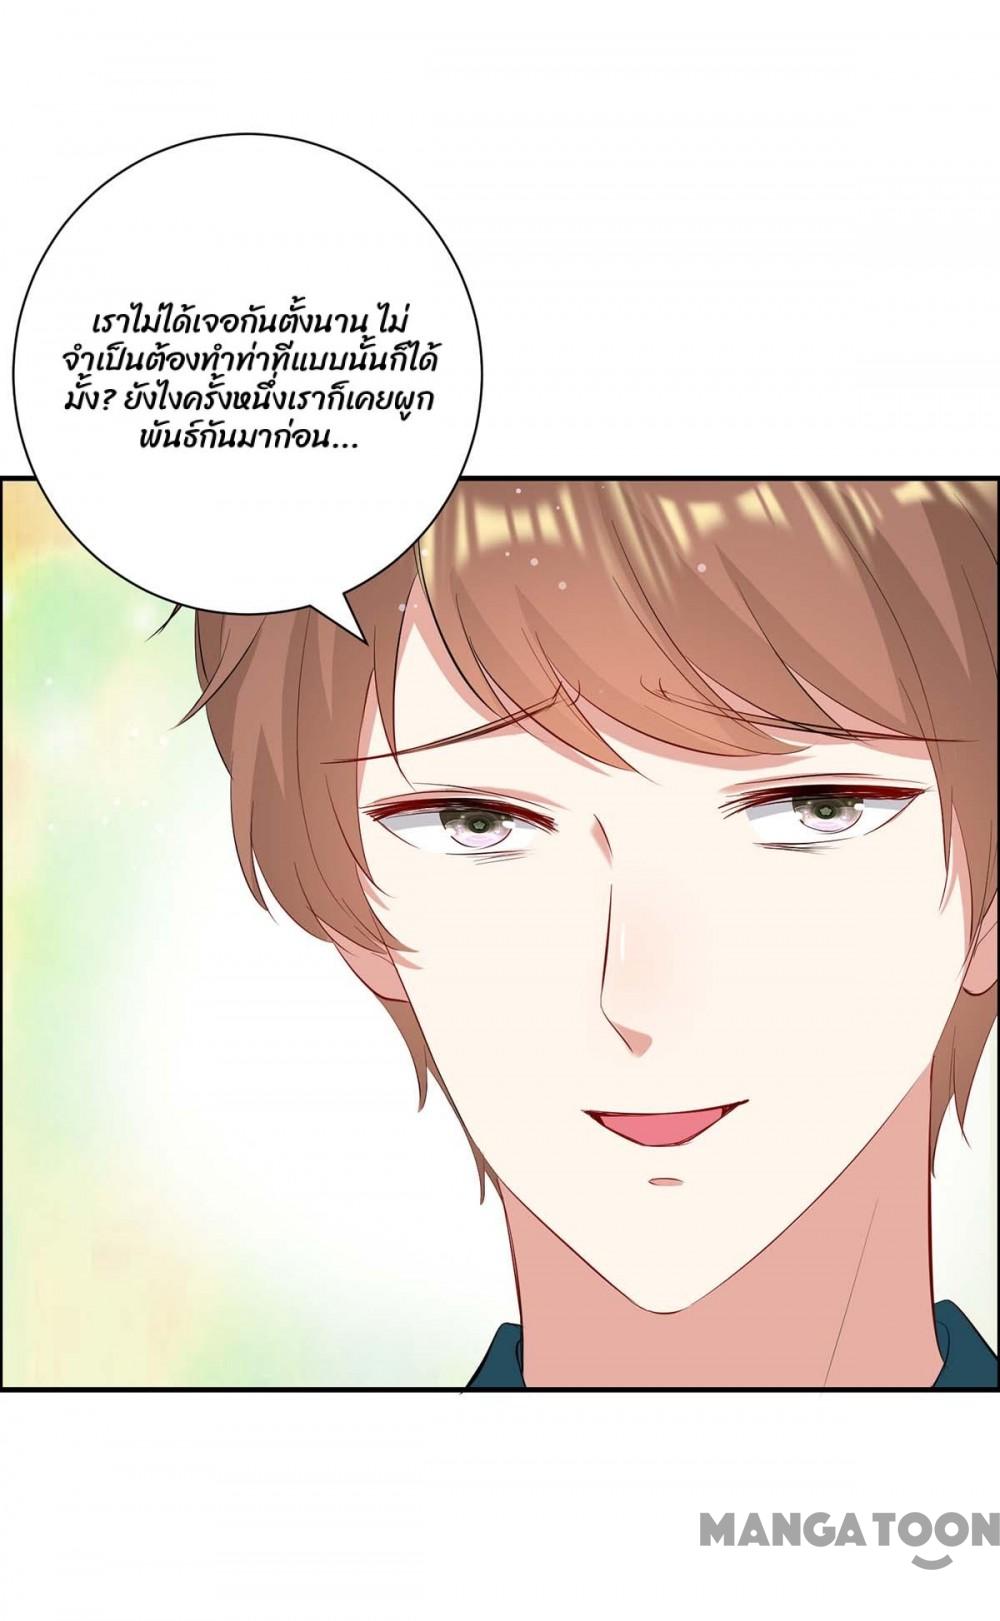 เราไม่ได้เจอกันตั้งนาน ไม่
จำเป็นต้องทำท่าทีแบบนั้นก็ได้
มั้ง? ยังไงครั้งหนึ่งเราก็เคยผูก
พันธ์กันมาก่อน...
MANGATOON